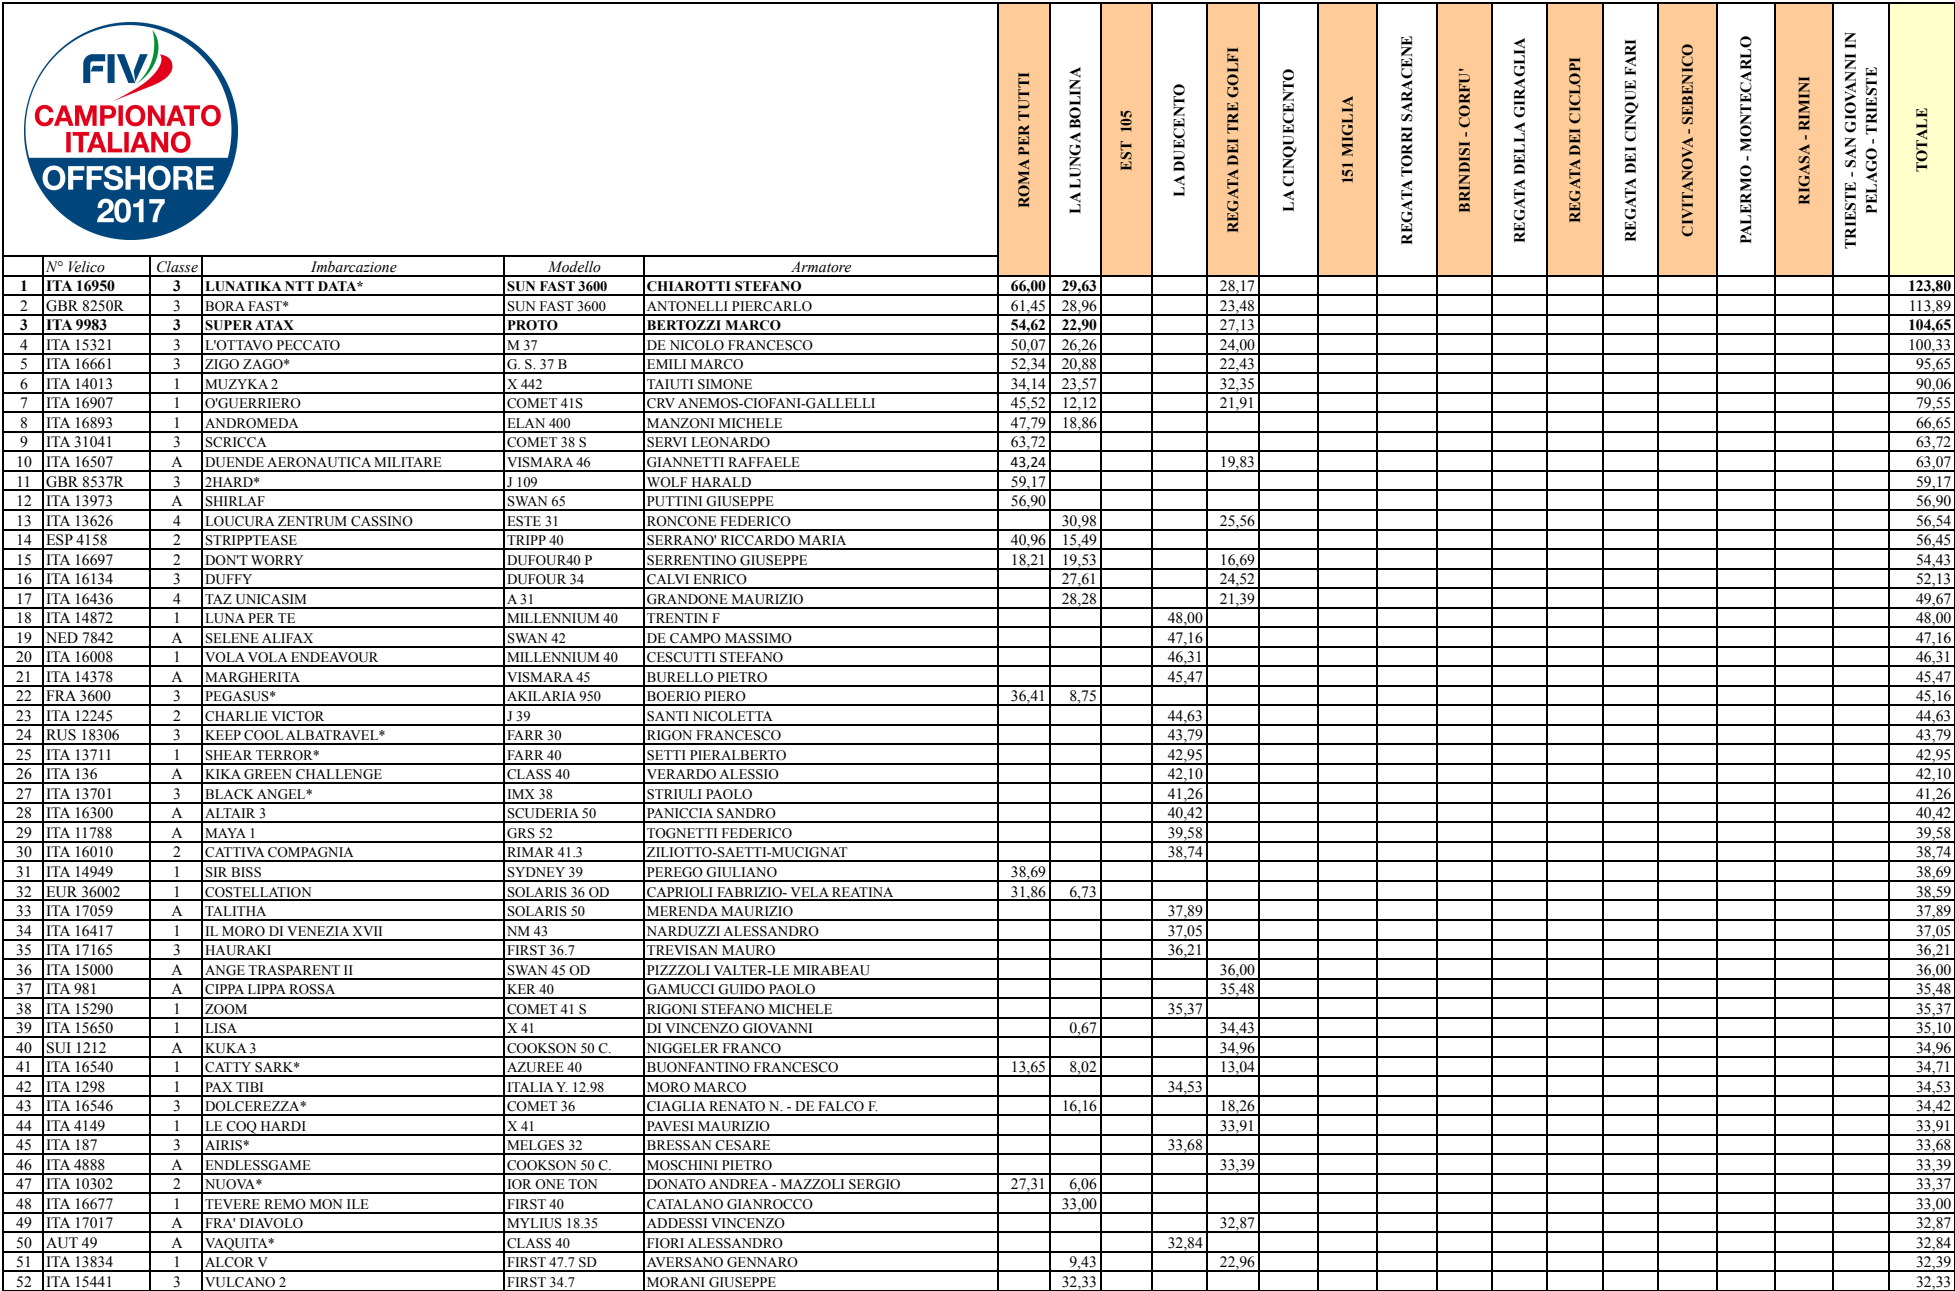 FIV
CAMPIONATO
ITALIANO
OFFSHORE
2017
ROMA PER TUTTI
LA LUNGA BOLINA
EST 105
LA DUECENTO
REGATA DEI TRE GOLFI
LA CINQUECENTO
151 MIGLIA
REGATA TORRI SARACENE
BRINDISI - CORFU'
REGATA DELLA GIRAGLIA
REGATA DEI CICLOPI
REGATA DEI CINQUE FARI
CIVITANOVA - SEBENICO
PALERMO - MONTECARLO
RIGASA - RIMINI
TRIESTE - SAN GIOVANNI IN
PELAGO - TRIESTE
TOTALE
N° Velico Classe Imbarcazione Modello Armatore
1 ITA 16950 3 LUNATIKA NTT DATA* SUN FAST 3600 CHIAROTTI STEFANO 66,00 29,63 28,17 123,80
2 GBR 8250R 3 BORA FAST* SUN FAST 3600 ANTONELLI PIERCARLO 61,45 28,96 23,48 113,89
3 ITA 9983 3 SUPER ATAX PROTO BERTOZZI MARCO 54,62 22,90 27,13 104,65
4 ITA 15321 3 L'OTTAVO PECCATO M 37 DE NICOLO FRANCESCO 50,07 26,26 24,00 100,33
5 ITA 16661 3 ZIGO ZAGO* G. S. 37 B EMILI MARCO 52,34 20,88 22,43 95,65
6 ITA 14013 1 MUZYKA 2 X 442 TAIUTI SIMONE 34,14 23,57 32,35 90,06
7 ITA 16907 1 O'GUERRIERO COMET 41S CRV ANEMOS-CIOFANI-GALLELLI 45,52 12,12 21,91 79,55
8 ITA 16893 1 ANDROMEDA ELAN 400 MANZONI MICHELE 47,79 18,86 66,65
9 ITA 31041 3 SCRICCA COMET 38 S SERVI LEONARDO 63,72 63,72
10 ITA 16507 A DUENDE AERONAUTICA MILITARE VISMARA 46 GIANNETTI RAFFAELE 43,24 19,83 63,07
11 GBR 8537R 3 2HARD* J 109 WOLF HARALD 59,17 59,17
12 ITA 13973 A SHIRLAF SWAN 65 PUTTINI GIUSEPPE 56,90 56,90
13 ITA 13626 4 LOUCURA ZENTRUM CASSINO ESTE 31 RONCONE FEDERICO 30,98 25,56 56,54
14 ESP 4158 2 STRIPPTEASE TRIPP 40 SERRANO' RICCARDO MARIA 40,96 15,49 56,45
15 ITA 16697 2 DON'T WORRY DUFOUR40 P SERRENTINO GIUSEPPE 18,21 19,53 16,69 54,43
16 ITA 16134 3 DUFFY DUFOUR 34 CALVI ENRICO 27,61 24,52 52,13
17 ITA 16436 4 TAZ UNICASIM A 31 GRANDONE MAURIZIO 28,28 21,39 49,67
18 ITA 14872 1 LUNA PER TE MILLENNIUM 40 TRENTIN F 48,00 48,00
19 NED 7842 A SELENE ALIFAX SWAN 42 DE CAMPO MASSIMO 47,16 47,16
20 ITA 16008 1 VOLA VOLA ENDEAVOUR MILLENNIUM 40 CESCUTTI STEFANO 46,31 46,31
21 ITA 14378 A MARGHERITA VISMARA 45 BURELLO PIETRO 45,47 45,47
22 FRA 3600 3 PEGASUS* AKILARIA 950 BOERIO PIERO 36,41 8,75 45,16
23 ITA 12245 2 CHARLIE VICTOR J 39 SANTI NICOLETTA 44,63 44,63
24 RUS 18306 3 KEEP COOL ALBATRAVEL* FARR 30 RIGON FRANCESCO 43,79 43,79
25 ITA 13711 1 SHEAR TERROR* FARR 40 SETTI PIERALBERTO 42,95 42,95
26 ITA 136 A KIKA GREEN CHALLENGE CLASS 40 VERARDO ALESSIO 42,10 42,10
27 ITA 13701 3 BLACK ANGEL* IMX 38 STRIULI PAOLO 41,26 41,26
28 ITA 16300 A ALTAIR 3 SCUDERIA 50 PANICCIA SANDRO 40,42 40,42
29 ITA 11788 A MAYA 1 GRS 52 TOGNETTI FEDERICO 39,58 39,58
30 ITA 16010 2 CATTIVA COMPAGNIA RIMAR 41.3 ZILIOTTO-SAETTI-MUCIGNAT 38,74 38,74
31 ITA 14949 1 SIR BISS SYDNEY 39 PEREGO GIULIANO 38,69 38,69
32 EUR 36002 1 COSTELLATION SOLARIS 36 OD CAPRIOLI FABRIZIO- VELA REATINA 31,86 6,73 38,59
33 ITA 17059 A TALITHA SOLARIS 50 MERENDA MAURIZIO 37,89 37,89
34 ITA 16417 1 IL MORO DI VENEZIA XVII NM 43 NARDUZZI ALESSANDRO 37,05 37,05
35 ITA 17165 3 HAURAKI FIRST 36.7 TREVISAN MAURO 36,21 36,21
36 ITA 15000 A ANGE TRASPARENT II SWAN 45 OD PIZZZOLI VALTER-LE MIRABEAU 36,00 36,00
37 ITA 981 A CIPPA LIPPA ROSSA KER 40 GAMUCCI GUIDO PAOLO 35,48 35,48
38 ITA 15290 1 ZOOM COMET 41 S RIGONI STEFANO MICHELE 35,37 35,37
39 ITA 15650 1 LISA X 41 DI VINCENZO GIOVANNI 0,67 34,43 35,10
40 SUI 1212 A KUKA 3 COOKSON 50 C. NIGGELER FRANCO 34,96 34,96
41 ITA 16540 1 CATTY SARK* AZUREE 40 BUONFANTINO FRANCESCO 13,65 8,02 13,04 34,71
42 ITA 1298 1 PAX TIBI ITALIA Y. 12.98 MORO MARCO 34,53 34,53
43 ITA 16546 3 DOLCEREZZA* COMET 36 CIAGLIA RENATO N. - DE FALCO F. 16,16 18,26 34,42
44 ITA 4149 1 LE COQ HARDI X 41 PAVESI MAURIZIO 33,91 33,91
45 ITA 187 3 AIRIS* MELGES 32 BRESSAN CESARE 33,68 33,68
46 ITA 4888 A ENDLESSGAME COOKSON 50 C. MOSCHINI PIETRO 33,39 33,39
47 ITA 10302 2 NUOVA* IOR ONE TON DONATO ANDREA - MAZZOLI SERGIO 27,31 6,06 33,37
48 ITA 16677 1 TEVERE REMO MON ILE FIRST 40 CATALANO GIANROCCO 33,00 33,00
49 ITA 17017 A FRA' DIAVOLO MYLIUS 18.35 ADDESSI VINCENZO 32,87 32,87
50 AUT 49 A VAQUITA* CLASS 40 FIORI ALESSANDRO 32,84 32,84
51 ITA 13834 1 ALCOR V FIRST 47.7 SD AVERSANO GENNARO 9,43 22,96 32,39
52 ITA 15441 3 VULCANO 2 FIRST 34.7 MORANI GIUSEPPE 32,33 32,33